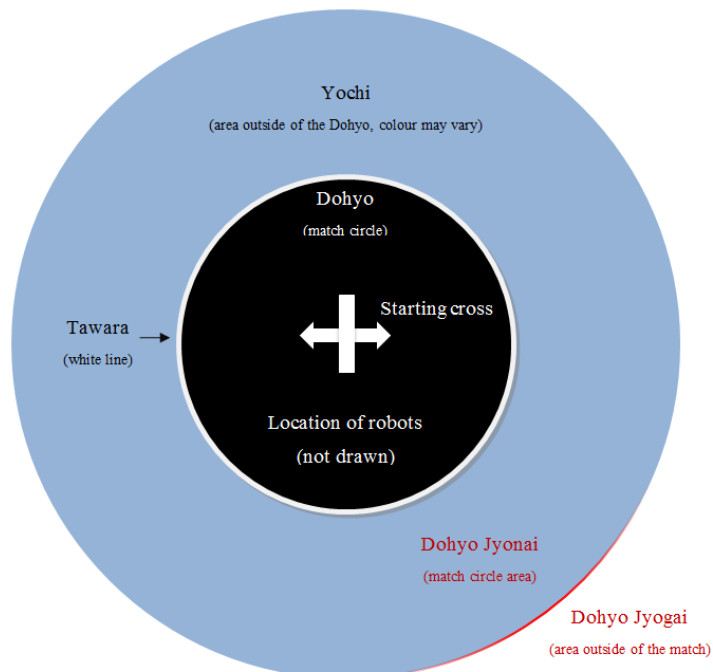 Yochi
(area outside of the Dohyo, colour may vary)
Dohyo
(match circle)
Starting cross
Tawara
(white line)
Location of robots
(not drawn)
Dohyo Jyonai
(match circle area)
Dohyo Jyogai
(area outside of the match)